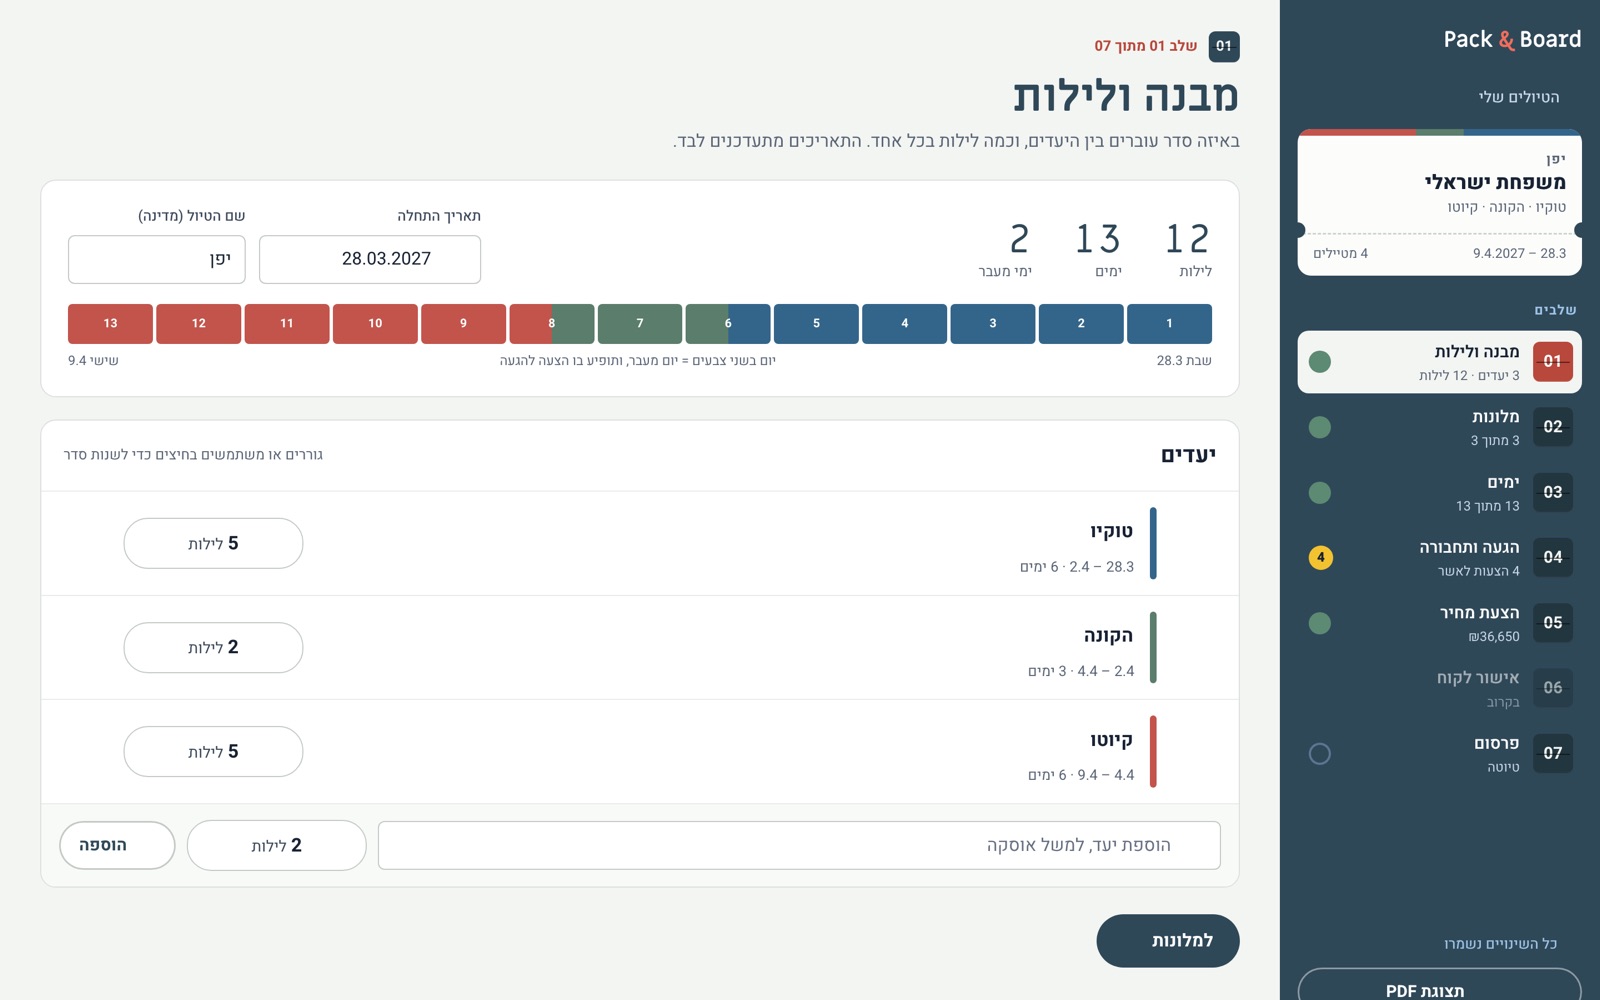 Pack & Board
הטיולים שלי
יפן
משפחת ישראלי
טוקיו · הקונה · קיוטו
28.3 – 9.4.2027
4 מטיילים
שלבים
01
מבנה ולילות
3 יעדים · 12 לילות
02
מלונות
3 מתוך 3
03
ימים
13 מתוך 13
04
הגעה ותחבורה
4 הצעות לאשר
4
05
הצעת מחיר
₪36,650
06
אישור לקוח
בקרוב
07
פרסום
טיוטה
כל השינויים נשמרו
תצוגת PDF
01
שלב 01 מתוך 07
מבנה ולילות
באיזה סדר עוברים בין היעדים, וכמה לילות בכל אחד. התאריכים מתעדכנים לבד.
12
לילות
13
ימים
2
ימי מעבר
תאריך התחלה
28.03.2027
שם הטיול (מדינה)
יפן
1 2 3 4 5 6 7 8 9 10 11 12 13
שבת 28.3
יום בשני צבעים = יום מעבר, ותופיע בו הצעה להגעה
שישי 9.4
יעדים
גוררים או משתמשים בחיצים כדי לשנות סדר
טוקיו
28.3 – 2.4 · 6 ימים
5 לילות
הקונה
2.4 – 4.4 · 3 ימים
2 לילות
קיוטו
4.4 – 9.4 · 6 ימים
5 לילות
הוספת יעד, למשל אוסקה
2 לילות
הוספה
למלונות